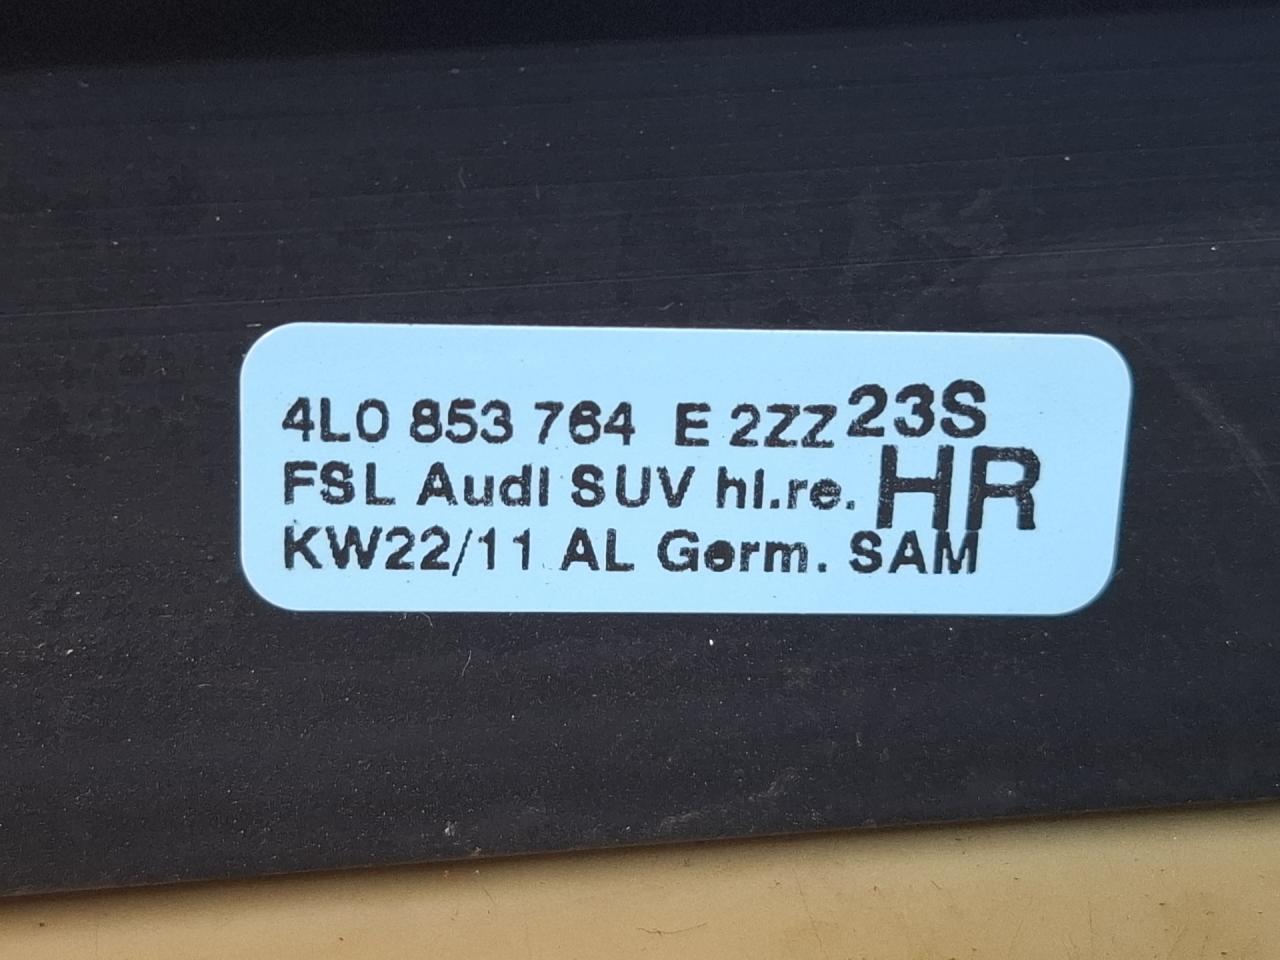 4L0 853 764 E 2ZZ 23S
FSL Audi SUV hl.re. HR
KW22/11 AL Germ. SAM